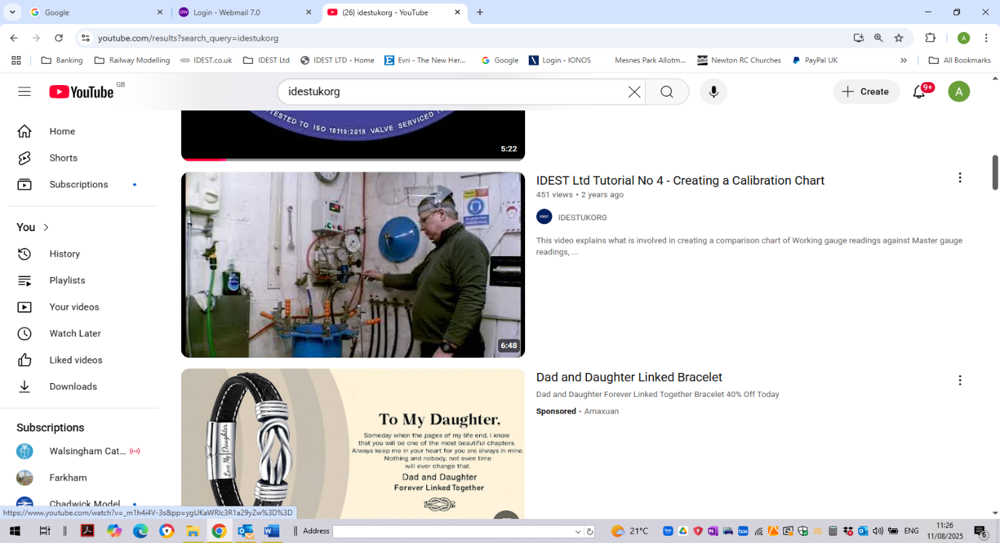 Google
Login - Webmail 7.0
(26) idestukorg - YouTube
youtube.com/results?search_query=idestukorg
A
Banking
Railway Modelling
IDEST.co.uk
IDEST Ltd
IDEST LTD - Home
Evri - The New Her...
Google
Login - IONOS
Mesnes Park Allotm...
Newton RC Churches
PayPal UK
All Bookmarks
YouTube GB
idestukorg
Create
9+
A
Home
Shorts
Subscriptions
You
History
Playlists
Your videos
Watch Later
Liked videos
Downloads
Subscriptions
Walsingham Cat...
Farkham
Chadwick Model
TESTED TO ISO 18119:2018 VALVE SERVICED TO
5:22
6:48
IDEST Ltd Tutorial No 4 - Creating a Calibration Chart
451 views • 2 years ago
IDESTUKORG
This video explains what is involved in creating a comparison chart of Working gauge readings against Master gauge
readings, ...
Love My Daughter
To My Daughter,
Someday when the pages of my life end, I know
that you will be one of the most beautiful chapters.
Always keep me in your heart for you are always in mine.
Nothing and nobody, not even time
will ever change that.
Dad and Daughter
Forever Linked Together
Dad and Daughter Linked Bracelet
Dad and Daughter Forever Linked Together Bracelet 40% Off Today
Sponsored • Amaxuan
https://www.youtube.com/watch?v=_m1h4i4V-3s&pp=ygUKaWRlc3R1a29yZw%3D%3D
Address
21°C
ENG
11:26
11/08/2025
6